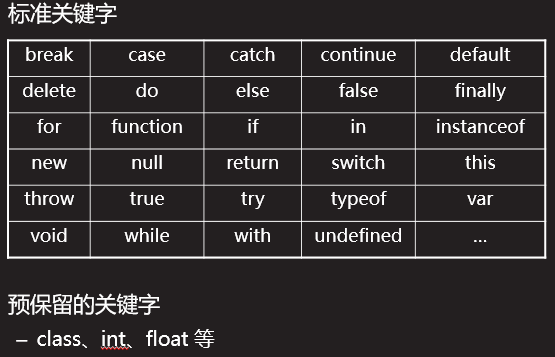 标准关键字
break case catch continue default
delete do else false finally
for function if in instanceof
new null return switch this
throw true try typeof var
void while with undefined ...
预保留的关键字
– class、int、float 等